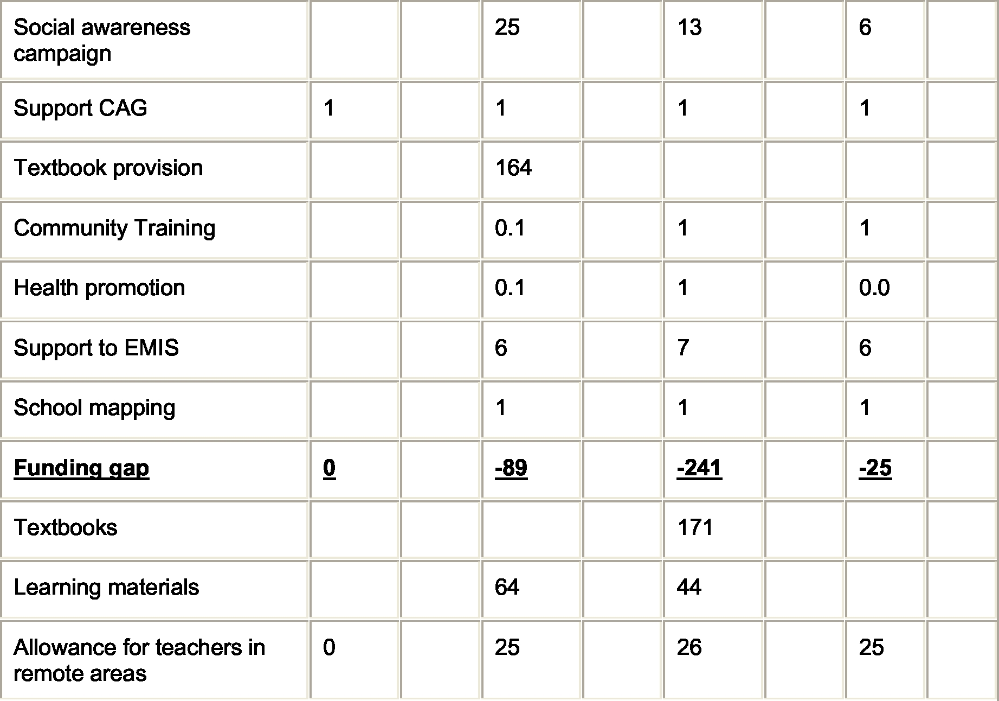 Social awareness 25 13 6
campaign
Support CAG 1 1 1 1
Textbook provision 164
Community Training 0.1 1 1
Health promotion 0.1 1 0.0
Support to EMIS 6 7 6
School mapping 1 1 1
Funding gap 0 -89 -241 -25
Textbooks 171
Learning materials 64 44
Allowance for teachers in 0 25 26 25
remote areas